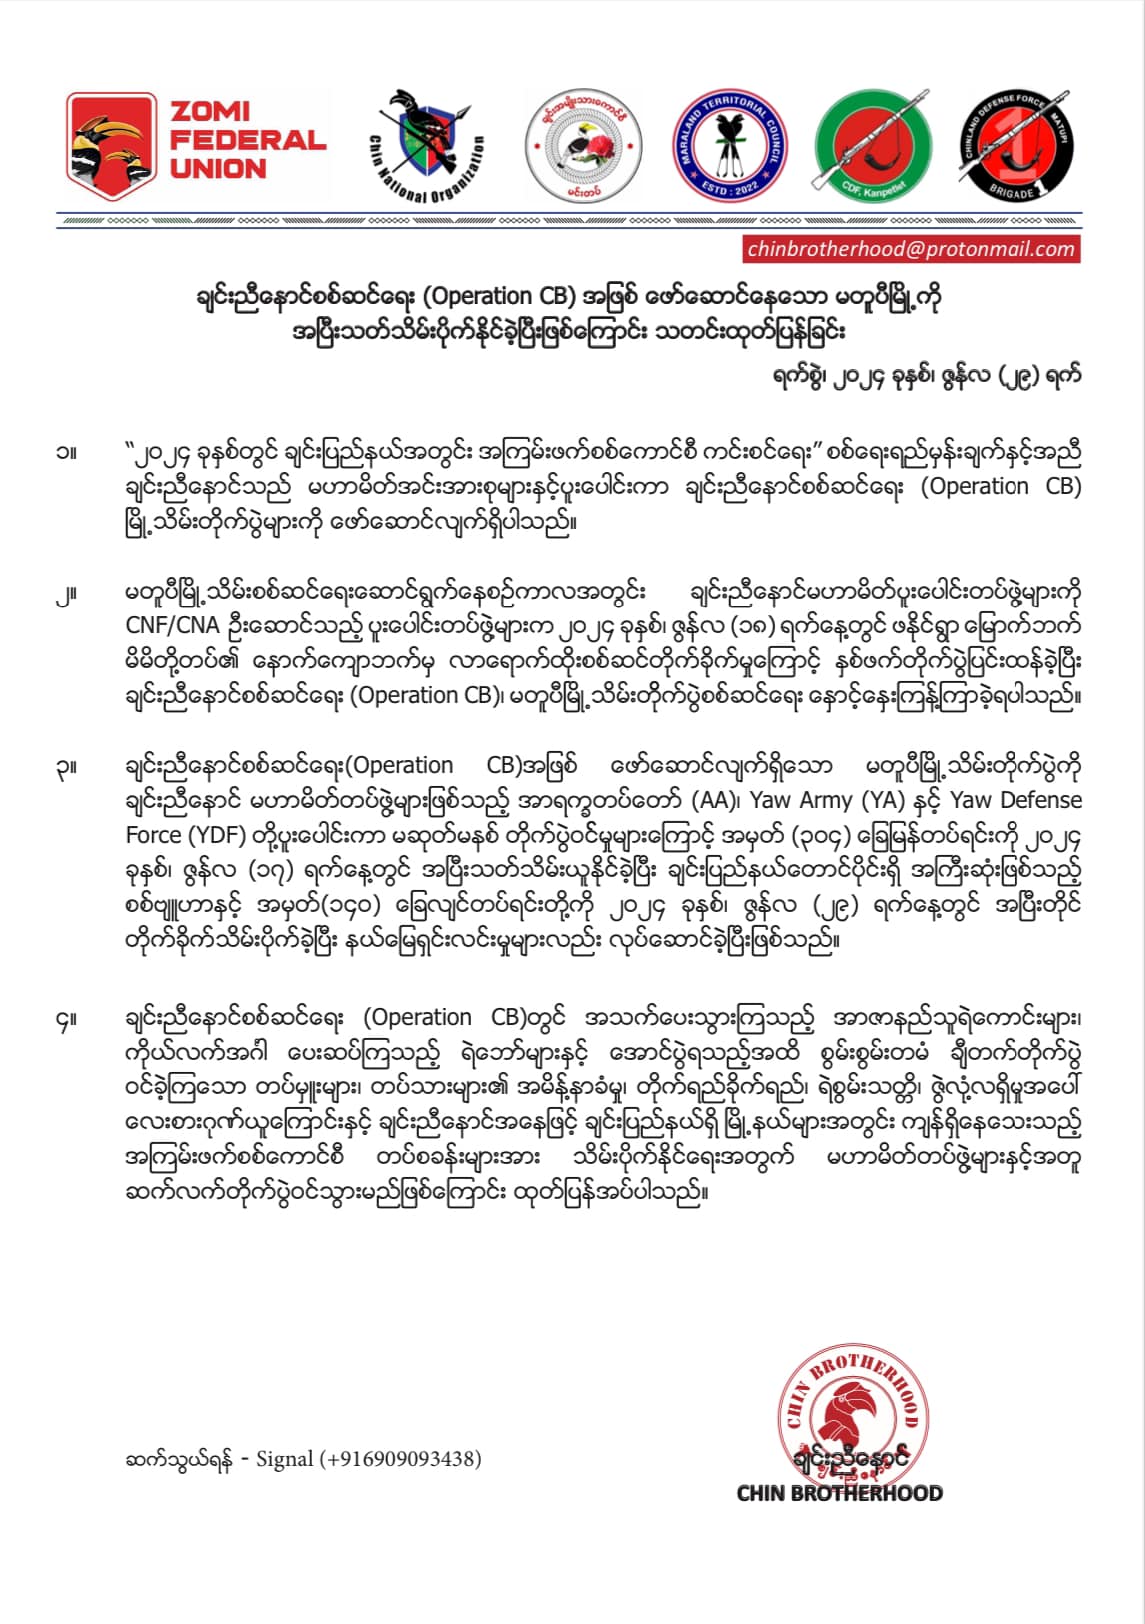 ZOMI
FEDERAL
UNION
Chin National Organization
ချင်းအမျိုးသားကောင်စီ
မင်းတပ်
MARALAND TERRITORIAL COUNCIL
ESTD : 2022
CDF, Kanpetlet
CHINLAND DEFENSE FORCE MATUPI
1
BRIGADE 1
chinbrotherhood@protonmail.com
ချင်းညီနောင်စစ်ဆင်ရေး (Operation CB) အဖြစ် ဖော်ဆောင်နေသော မတူပီမြို့ကို
အပြီးသတ်သိမ်းပိုက်နိုင်ခဲ့ပြီးဖြစ်ကြောင်း သတင်းထုတ်ပြန်ခြင်း
ရက်စွဲ၊ ၂၀၂၄ ခုနှစ်၊ ဇွန်လ (၂၉) ရက်
၁။ “၂၀၂၄ ခုနှစ်တွင် ချင်းပြည်နယ်အတွင်း အကြမ်းဖက်စစ်ကောင်စီ ကင်းစင်ရေး” စစ်ရေးရည်မှန်းချက်နှင့်အညီ
ချင်းညီနောင်သည် မဟာမိတ်အင်းအားစုများနှင့်ပူးပေါင်းကာ ချင်းညီနောင်စစ်ဆင်ရေး (Operation CB)
မြို့သိမ်းတိုက်ပွဲများကို ဖော်ဆောင်လျက်ရှိပါသည်။
၂။ မတူပီမြို့သိမ်းစစ်ဆင်ရေးဆောင်ရွက်နေစဉ်ကာလအတွင်း ချင်းညီနောင်မဟာမိတ်ပူးပေါင်းတပ်ဖွဲ့များကို
CNF/CNA ဦးဆောင်သည့် ပူးပေါင်းတပ်ဖွဲ့များက ၂၀၂၄ ခုနှစ်၊ ဇွန်လ (၁၈) ရက်နေ့တွင် ဖနိုင်ရွာ မြောက်ဘက်
မိမိတို့တပ်၏ နောက်ကျောဘက်မှ လာရောက်ထိုးစစ်ဆင်တိုက်ခိုက်မှုကြောင့် နှစ်ဖက်တိုက်ပွဲပြင်းထန်ခဲ့ပြီး
ချင်းညီနောင်စစ်ဆင်ရေး (Operation CB)၊ မတူပီမြို့သိမ်းတိုက်ပွဲစစ်ဆင်ရေး နှောင့်နှေးကြန့်ကြာခဲ့ရပါသည်။
၃။ ချင်းညီနောင်စစ်ဆင်ရေး(Operation CB)အဖြစ် ဖော်ဆောင်လျက်ရှိသော မတူပီမြို့သိမ်းတိုက်ပွဲကို
ချင်းညီနောင် မဟာမိတ်တပ်ဖွဲ့များဖြစ်သည့် အာရက္ခတပ်တော် (AA)၊ Yaw Army (YA) နှင့် Yaw Defense
Force (YDF) တို့ပူးပေါင်းကာ မဆုတ်မနစ် တိုက်ပွဲဝင်မှုများကြောင့် အမှတ် (၃၀၄) ခြေမြန်တပ်ရင်းကို ၂၀၂၄
ခုနှစ်၊ ဇွန်လ (၁၇) ရက်နေ့တွင် အပြီးသတ်သိမ်းယူနိုင်ခဲ့ပြီး ချင်းပြည်နယ်တောင်ပိုင်းရှိ အကြီးဆုံးဖြစ်သည့်
စစ်ဗျူဟာနှင့် အမှတ်(၁၄၀) ခြေလျင်တပ်ရင်းတို့ကို ၂၀၂၄ ခုနှစ်၊ ဇွန်လ (၂၉) ရက်နေ့တွင် အပြီးတိုင်
တိုက်ခိုက်သိမ်းပိုက်ခဲ့ပြီး နယ်မြေရှင်းလင်းမှုများလည်း လုပ်ဆောင်ခဲ့ပြီးဖြစ်သည်။
၄။ ချင်းညီနောင်စစ်ဆင်ရေး (Operation CB)တွင် အသက်ပေးသွားကြသည့် အာဇာနည်သူရဲကောင်းများ၊
ကိုယ်လက်အင်္ဂါ ပေးဆပ်ကြသည့် ရဲဘော်များနှင့် အောင်ပွဲရသည့်အထိ စွမ်းစွမ်းတမံ ချီတက်တိုက်ပွဲ
ဝင်ခဲ့ကြသော တပ်မှူးများ၊ တပ်သားများ၏ အမိန့်နာခံမှု၊ တိုက်ရည်ခိုက်ရည်၊ ရဲစွမ်းသတ္တိ၊ ဇွဲလုံ့လရှိမှုအပေါ်
လေးစားဂုဏ်ယူကြောင်းနှင့် ချင်းညီနောင်အနေဖြင့် ချင်းပြည်နယ်ရှိ မြို့နယ်များအတွင်း ကျန်ရှိနေသေးသည့်
အကြမ်းဖက်စစ်ကောင်စီ တပ်စခန်းများအား သိမ်းပိုက်နိုင်ရေးအတွက် မဟာမိတ်တပ်ဖွဲ့များနှင့်အတူ
ဆက်လက်တိုက်ပွဲဝင်သွားမည်ဖြစ်ကြောင်း ထုတ်ပြန်အပ်ပါသည်။
CHIN BROTHERHOOD
ချင်းညီနောင်
ဆက်သွယ်ရန် - Signal (+916909093438)
ချင်းညီနောင်
CHIN BROTHERHOOD